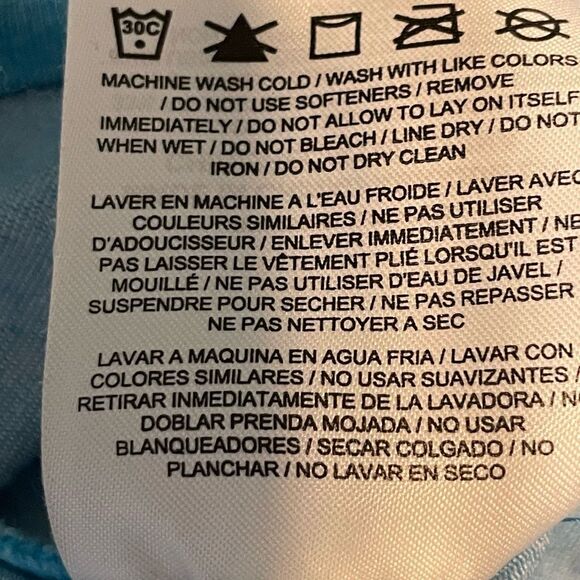 30C
MACHINE WASH COLD / WASH WITH LIKE COLORS
/ DO NOT USE SOFTENERS / REMOVE
IMMEDIATELY / DO NOT ALLOW TO LAY ON ITSELF
WHEN WET / DO NOT BLEACH / LINE DRY / DO NOT
IRON / DO NOT DRY CLEAN
LAVER EN MACHINE A L'EAU FROIDE / LAVER AVEC
COULEURS SIMILAIRES / NE PAS UTILISER
D'ADOUCISSEUR / ENLEVER IMMEDIATEMENT / NE
PAS LAISSER LE VÊTEMENT PLIÉ LORSQU'IL EST
MOUILLÉ / NE PAS UTILISER D'EAU DE JAVEL /
SUSPENDRE POUR SECHER / NE PAS REPASSER
NE PAS NETTOYER A SEC
LAVAR A MAQUINA EN AGUA FRIA / LAVAR CON
COLORES SIMILARES / NO USAR SUAVIZANTES /
RETIRAR INMEDIATAMENTE DE LA LAVADORA / NO
DOBLAR PRENDA MOJADA / NO USAR
BLANQUEADORES / SECAR COLGADO / NO
PLANCHAR / NO LAVAR EN SECO